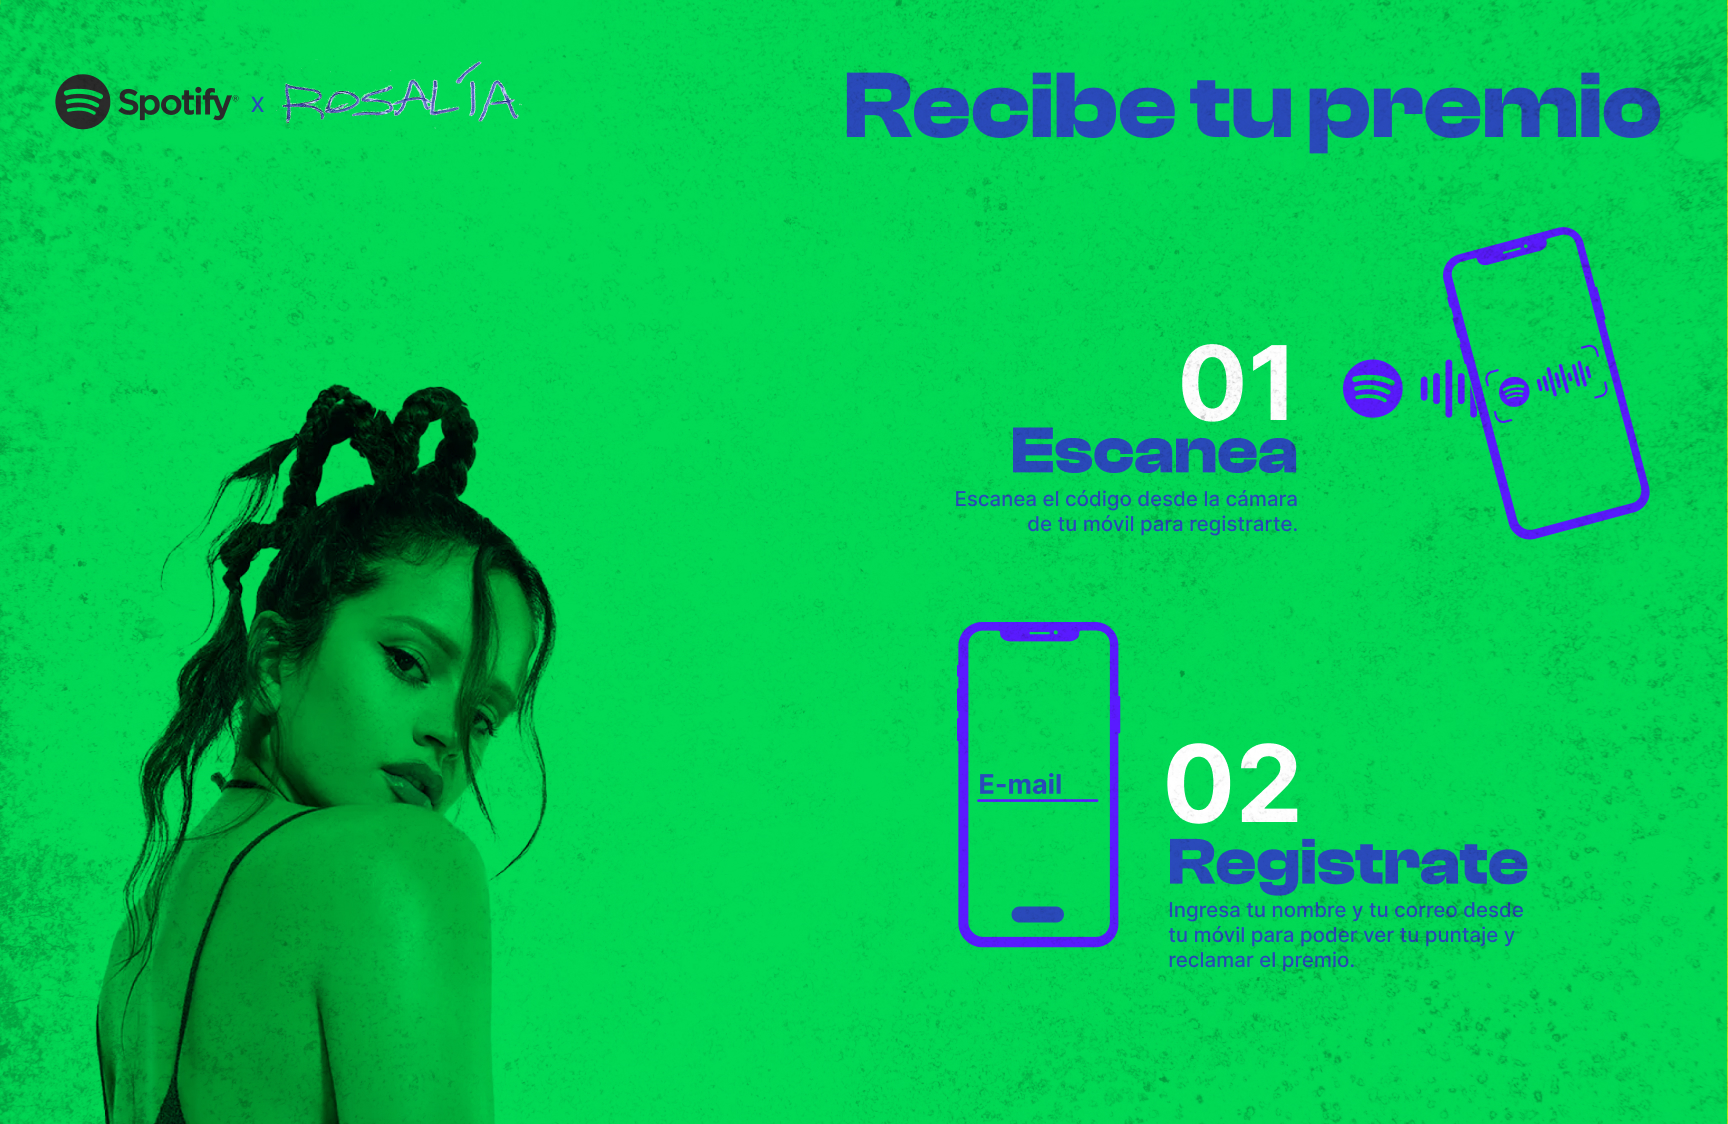 Spotify® x ROSALÍA
Recibe tu premio
01
Escanea
Escanea el código desde la cámara
de tu móvil para registrarte.
E-mail
02
Registrate
Ingresa tu nombre y tu correo desde
tu móvil para poder ver tu puntaje y
reclamar el premio.